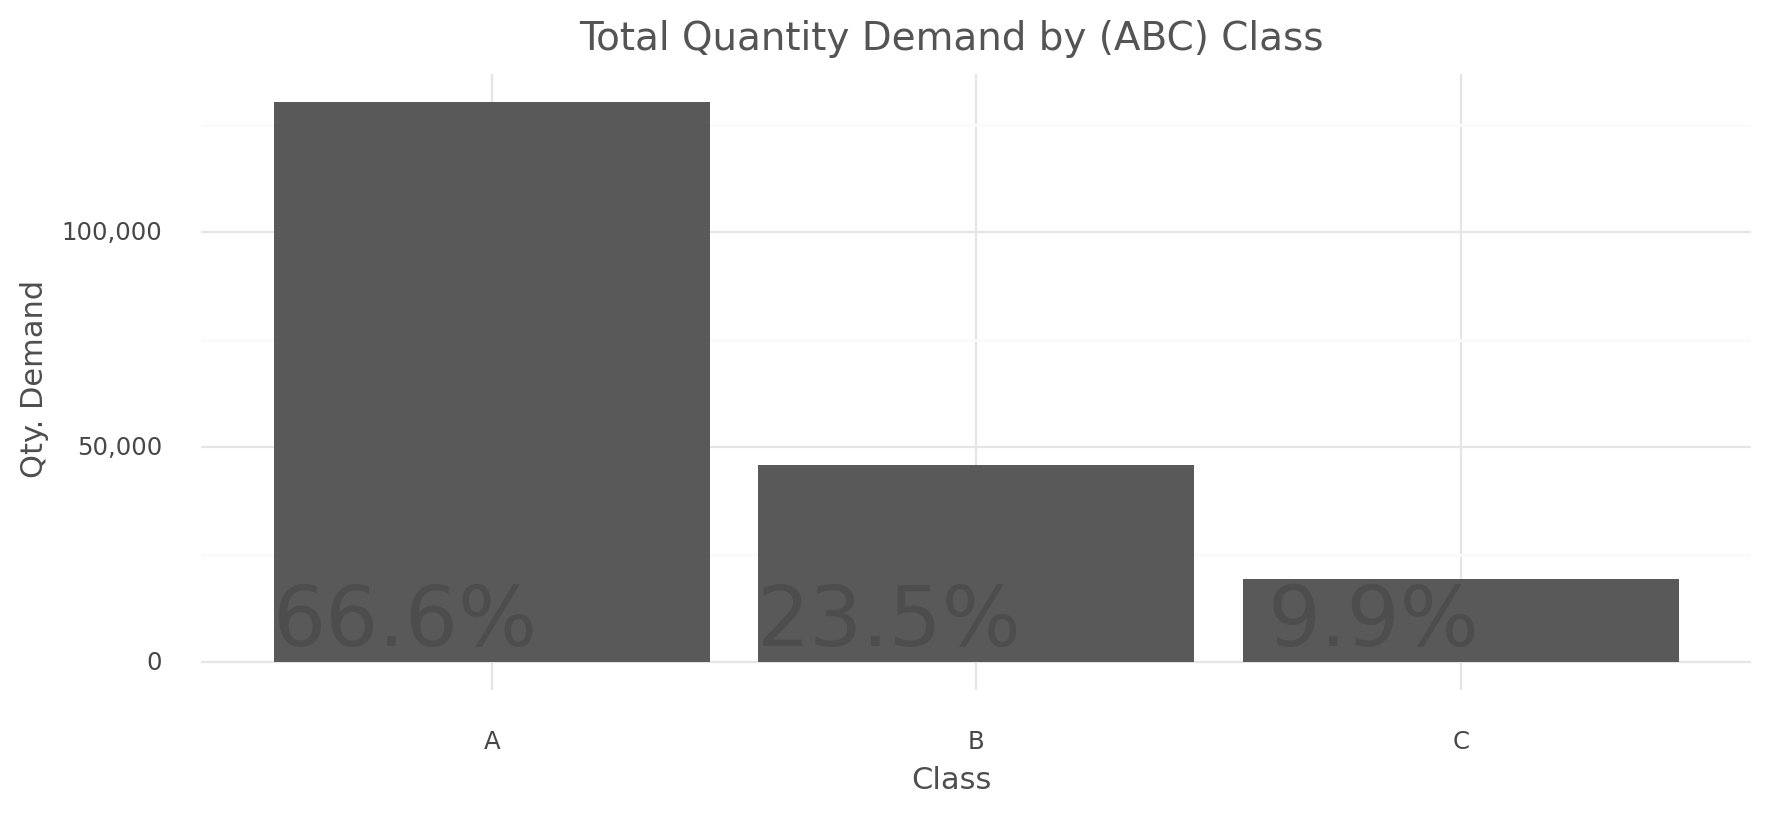 Total Quantity Demand by (ABC) Class
Qty. Demand
100,000
50,000
0
66.6%
23.5%
9.9%
A
B
C
Class